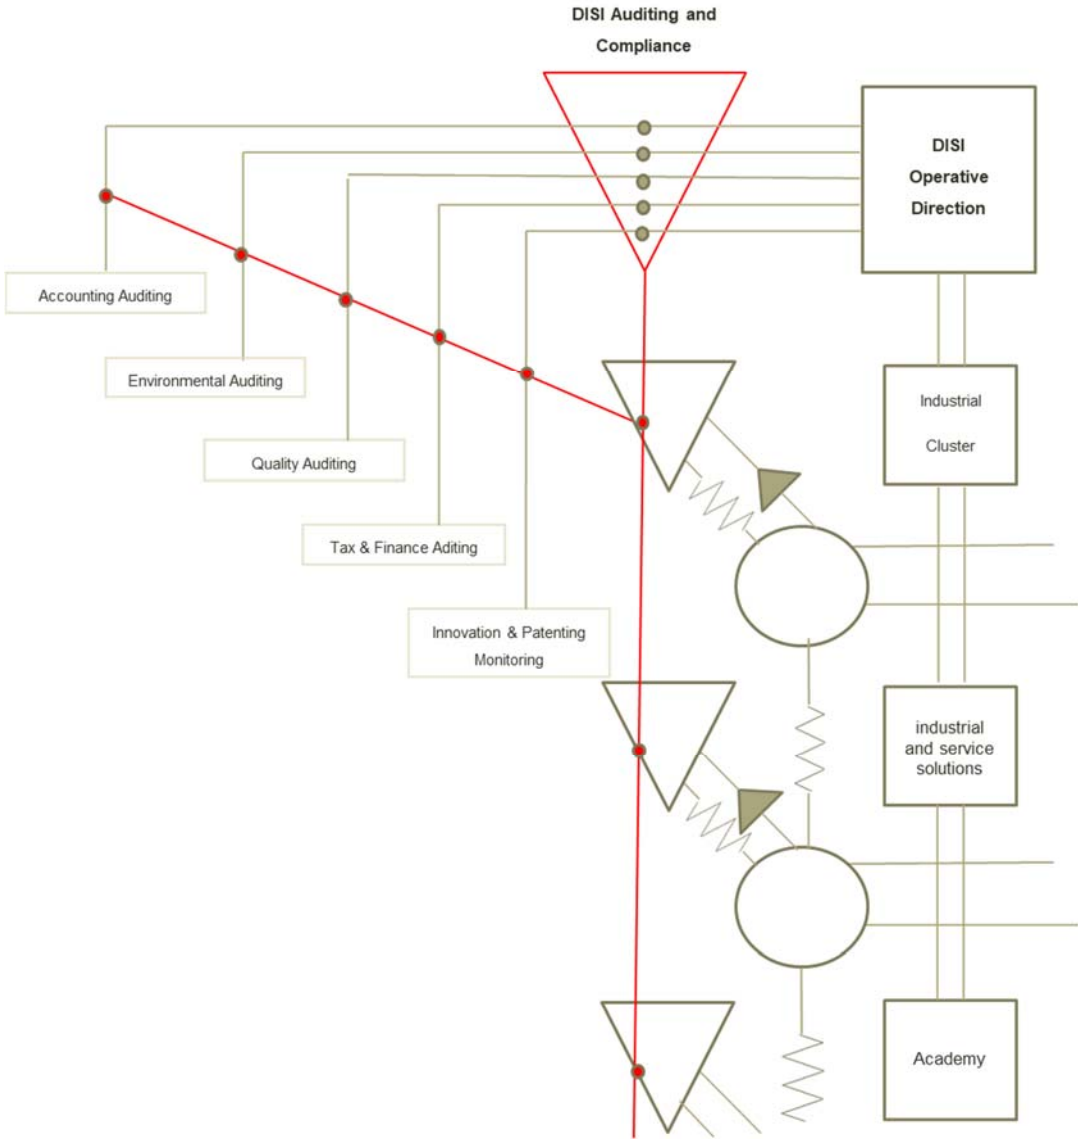 DISI Auditing and
Compliance
DISI
Operative
Direction
Accounting Auditing
Environmental Auditing
Industrial
Cluster
Quality Auditing
Tax & Finance Aditing
Innovation & Patenting
Monitoring
industrial
and service
solutions
Academy